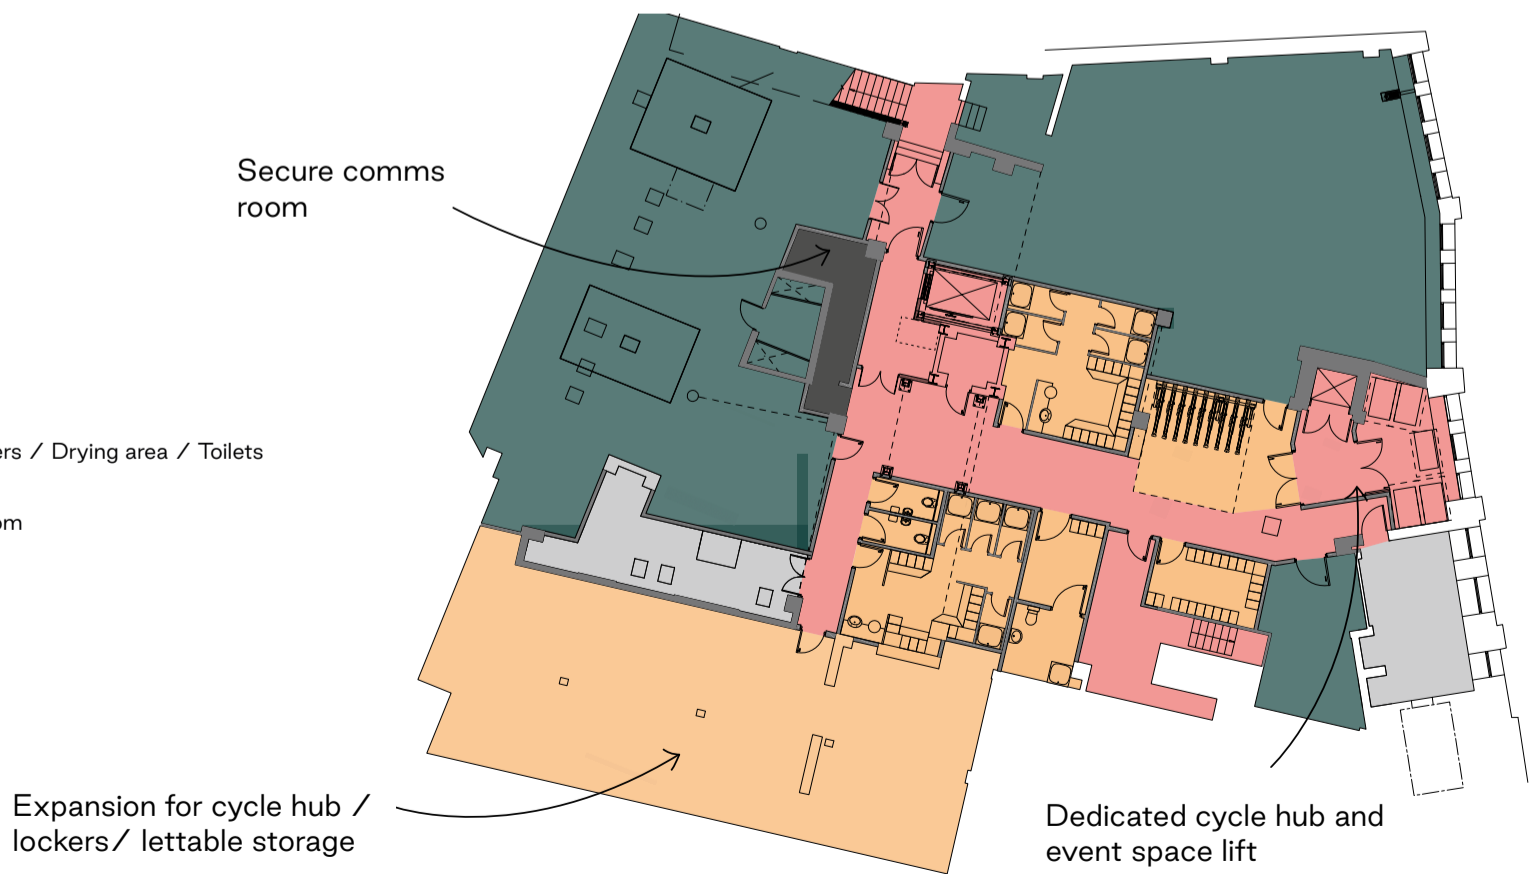 Secure comms
room
ers / Drying area / Toilets
om
Expansion for cycle hub /
lockers/ lettable storage
Dedicated cycle hub and
event space lift